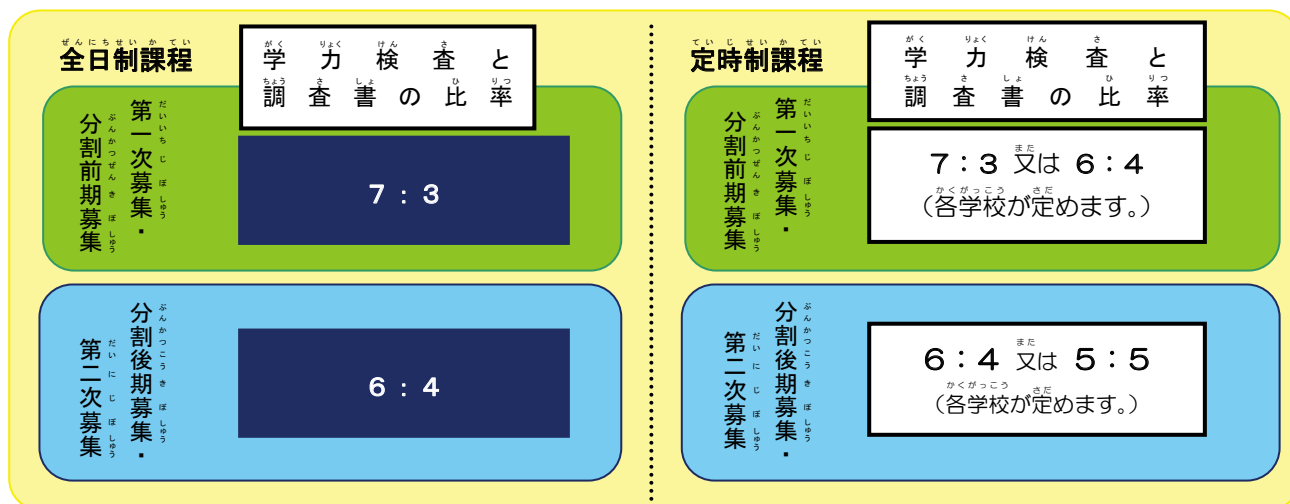 全日制課程
学力検査と
調査書の比率
第一次募集・
分割前期募集
7:3
分割後期募集・
第二次募集
6:4
定時制課程
学力検査と
調査書の比率
第一次募集・
分割前期募集
7:3 又は 6:4
(各学校が定めます。)
分割後期募集・
第二次募集
6:4 又は 5:5
(各学校が定めます。)